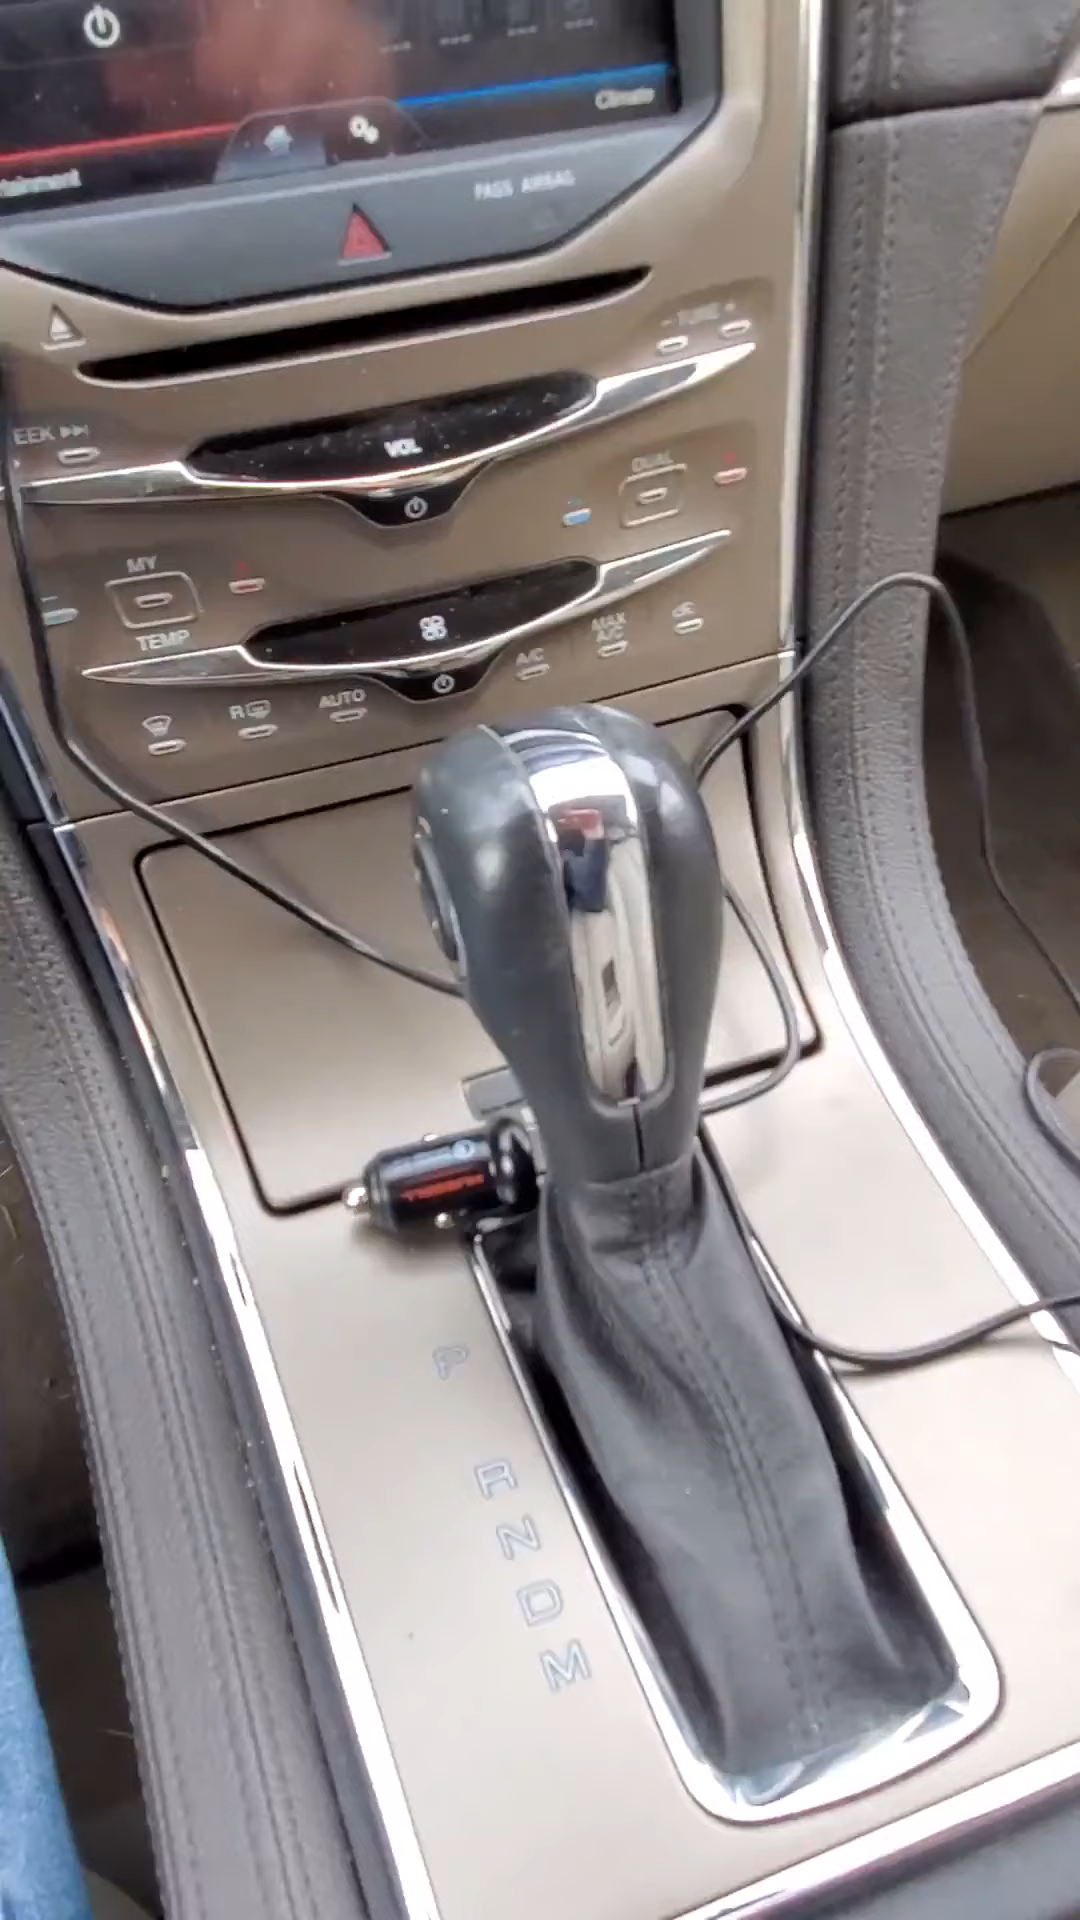 Climate
PASS AIRBAG
- TUNE +
EEK
VOL
DUAL
MY
TEMP
MAX
A/C
A/C
AUTO
R
P
R
N
D
M